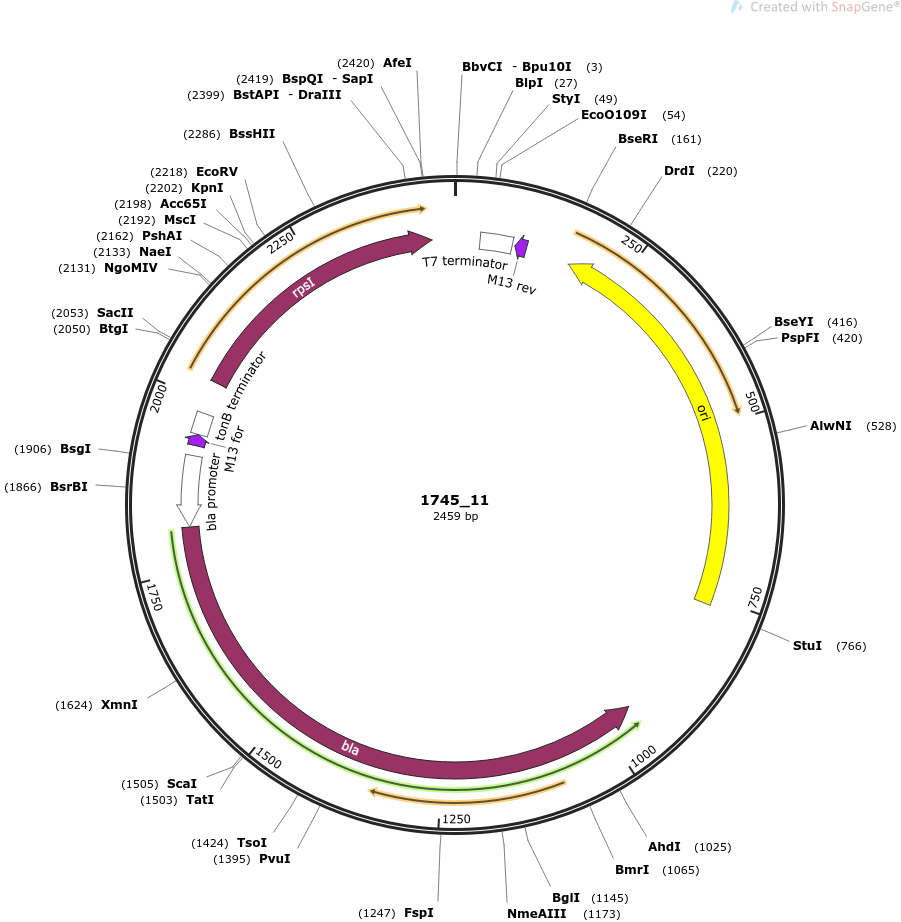 Created with SnapGene®
(2420) AfeI
(2419) BspQI - SapI
(2399) BstAPI - DraIII
(2286) BssHII
(2218) EcoRV
(2202) KpnI
(2198) Acc65I
(2192) MscI
(2162) PshAI
(2133) NaeI
(2131) NgoMIV
(2053) SacII
(2050) BtgI
(1906) BsgI
(1866) BsrBI
(1624) XmnI
(1505) ScaI
(1503) TatI
(1424) TsoI
(1395) PvuI
(1247) FspI
BbvCI - Bpu10I (3)
BlpI (27)
StyI (49)
EcoO109I (54)
BseRI (161)
DrdI (220)
BseYI (416)
PspFI (420)
AlwNI (528)
StuI (766)
AhdI (1025)
BmrI (1065)
BglI (1145)
NmeAIII (1173)
250
500
750
1000
1250
1500
1750
2000
2250
T7 terminator
M13 rev
ori
rpsI
tonB terminator
M13 for
bla promoter
bla
1745_11
2459 bp